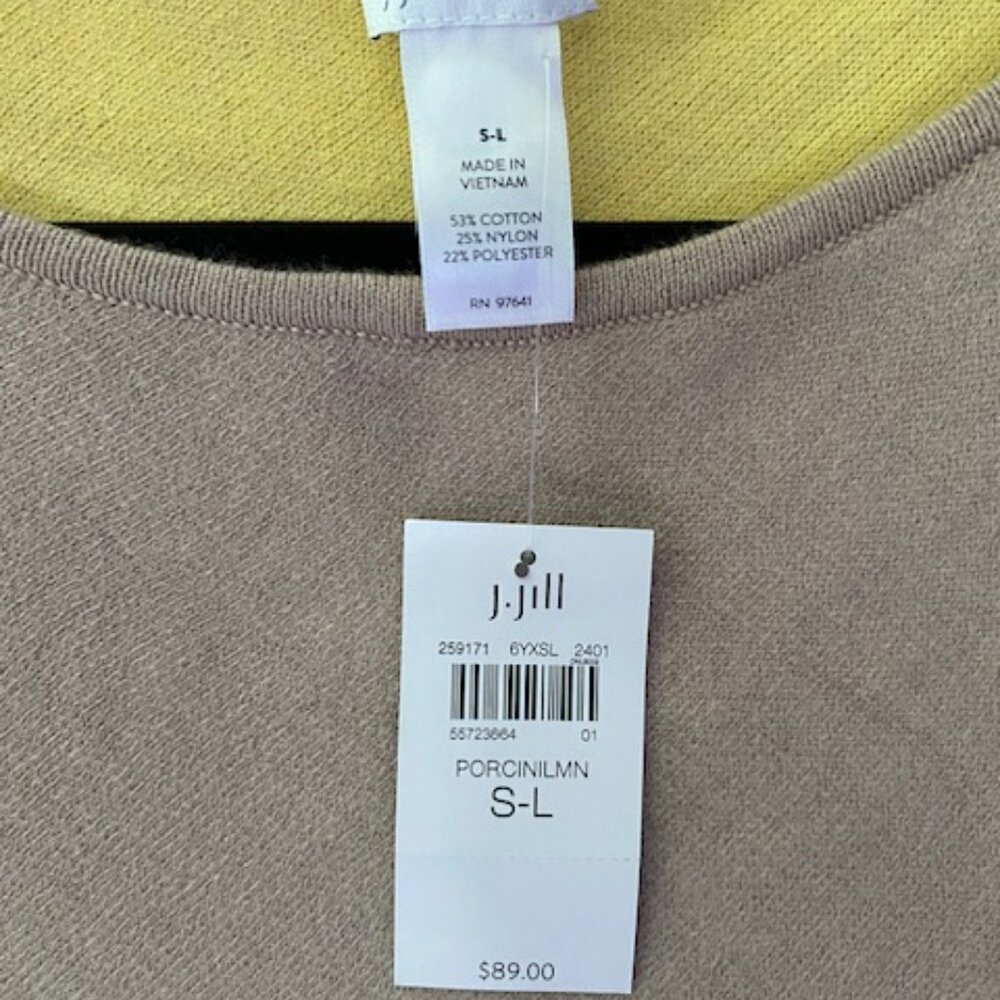 S-L
MADE IN
VIETNAM
53% COTTON
25% NYLON
22% POLYESTER
RN 97641
J.Jill
259171 6YXSL 2401
55723664 01
PORCINILMN
S-L
$89.00